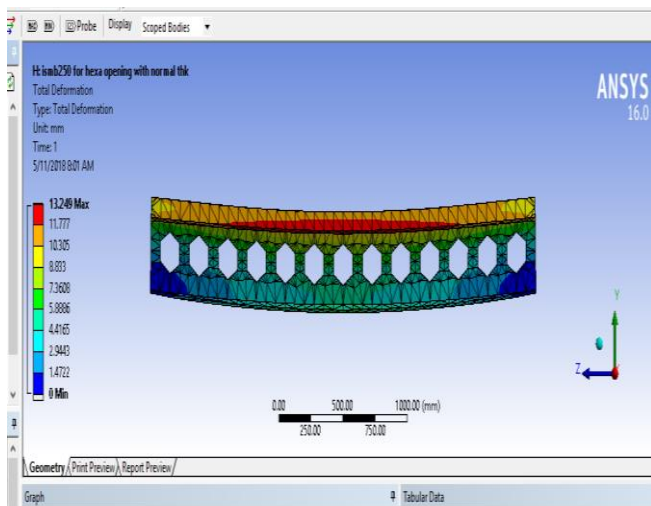 Probe Display Scoped Bodies
H: ismb250 for hexa opening with normal thk
Total Deformation
Type: Total Deformation
Unit: mm
Time: 1
5/11/2018 8:01 AM
ANSYS
16.0
13.249 Max
11.777
10.305
8.833
7.3608
5.8886
4.4165
2.9443
1.4722
0 Min
Y
Z
0.00 500.00 1000.00 (mm)
250.00 750.00
Geometry Print Preview Report Preview
Graph Tabular Data